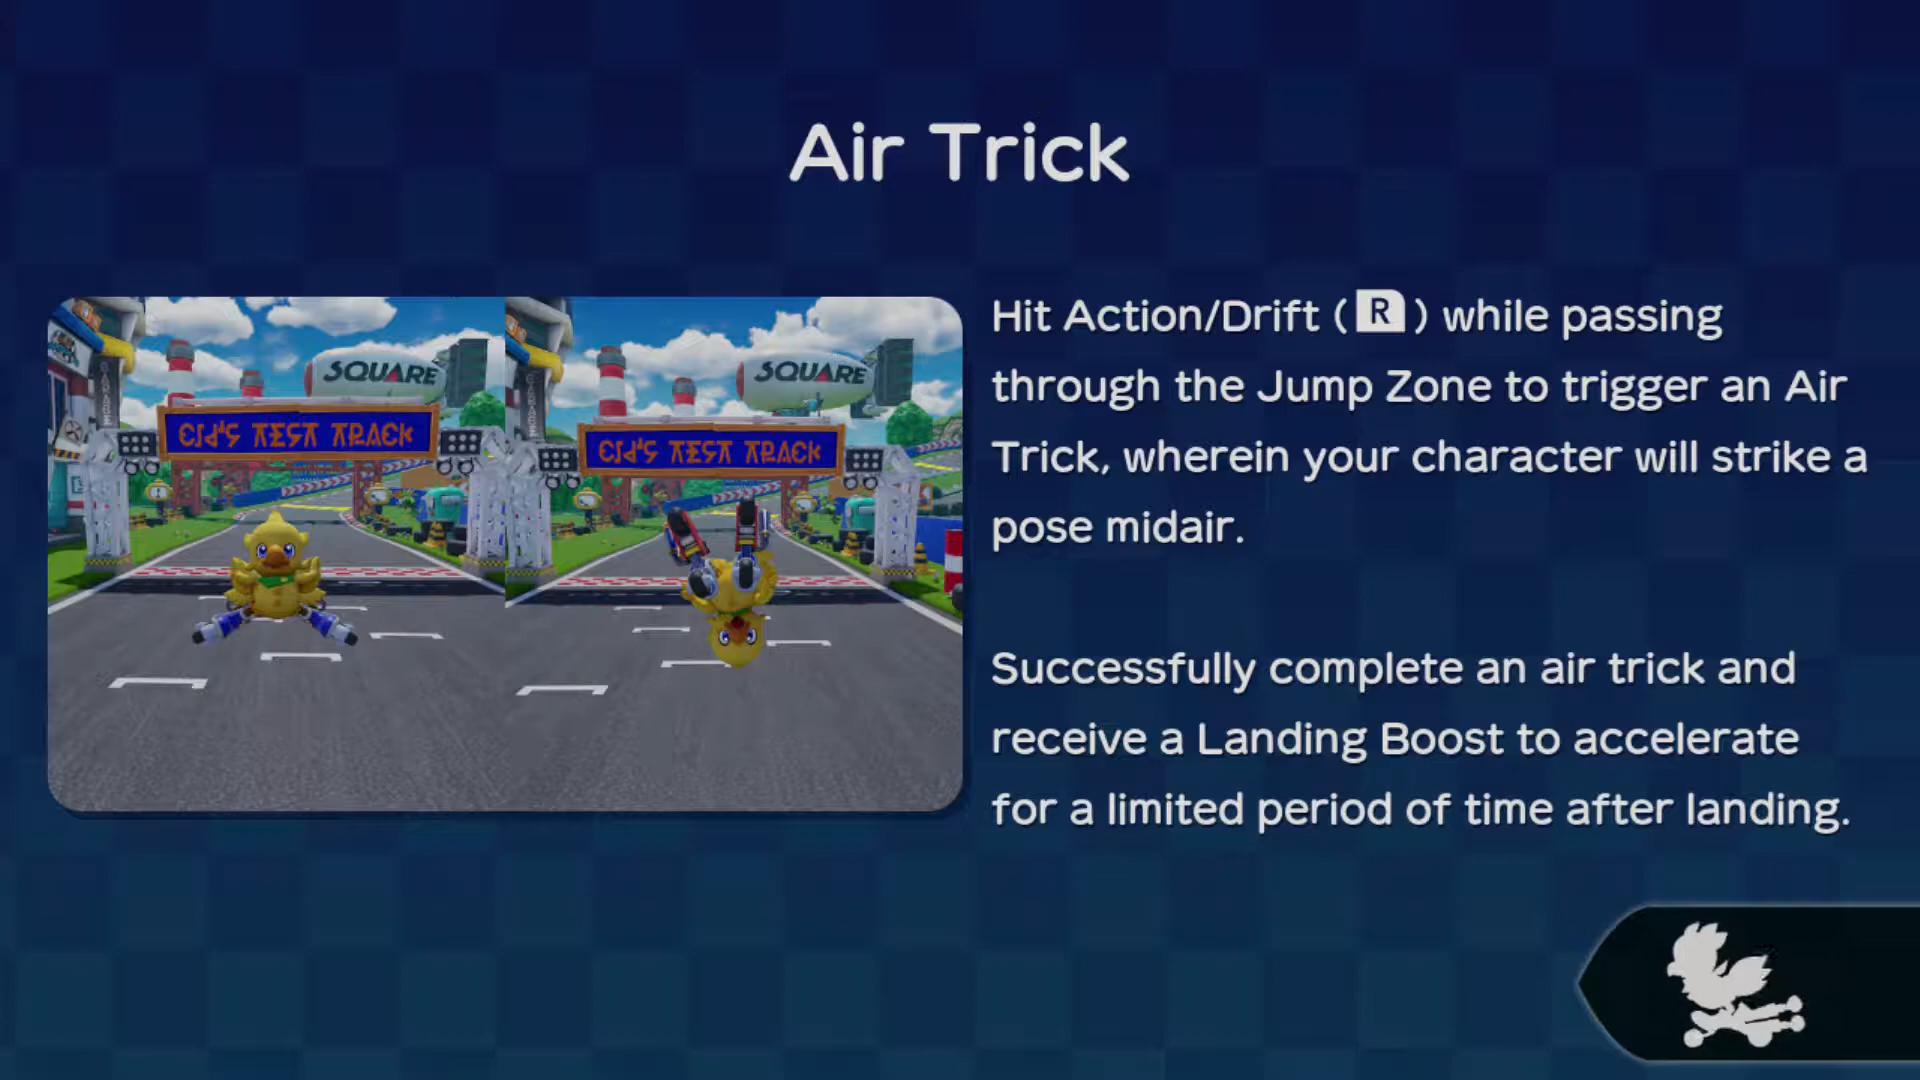 Air Trick
SQUARE
SQUARE
CID'S TEST TRACK
CID'S TEST TRACK
Hit Action/Drift ( R ) while passing
through the Jump Zone to trigger an Air
Trick, wherein your character will strike a
pose midair.
Successfully complete an air trick and
receive a Landing Boost to accelerate
for a limited period of time after landing.